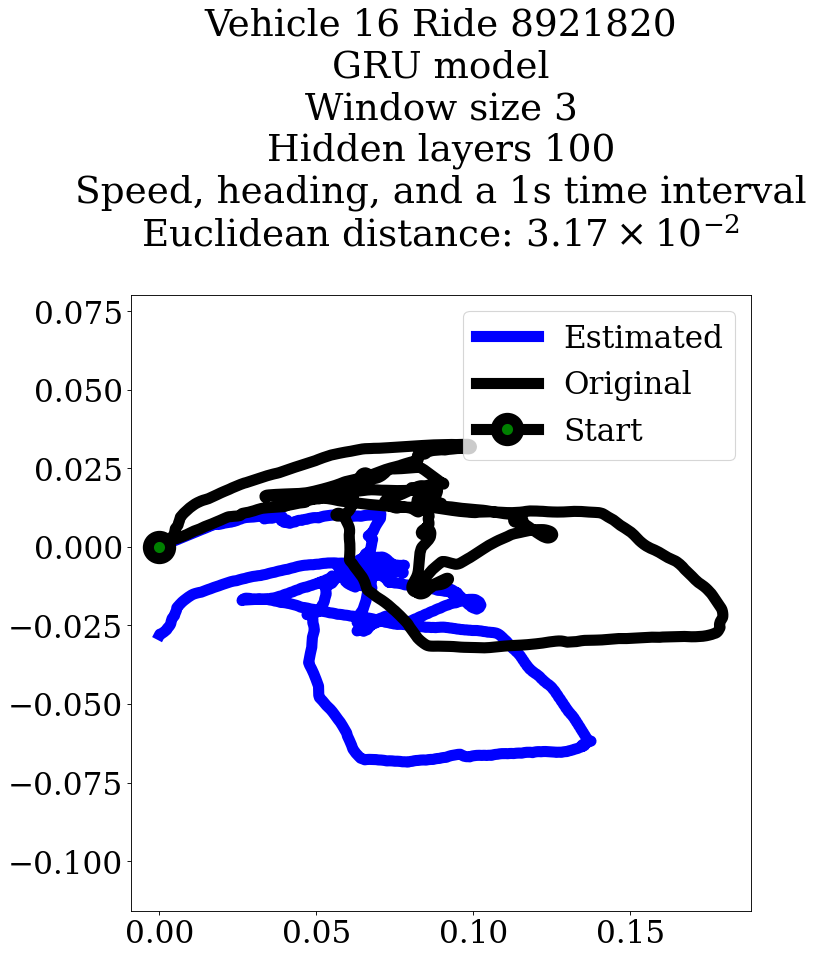 Vehicle 16 Ride 8921820
GRU model
Window size 3
Hidden layers 100
Speed, heading, and a 1s time interval
Euclidean distance: 3.17 × 10⁻²
Estimated
Original
Start
0.075
0.050
0.025
0.000
−0.025
−0.050
−0.075
−0.100
0.00 0.05 0.10 0.15